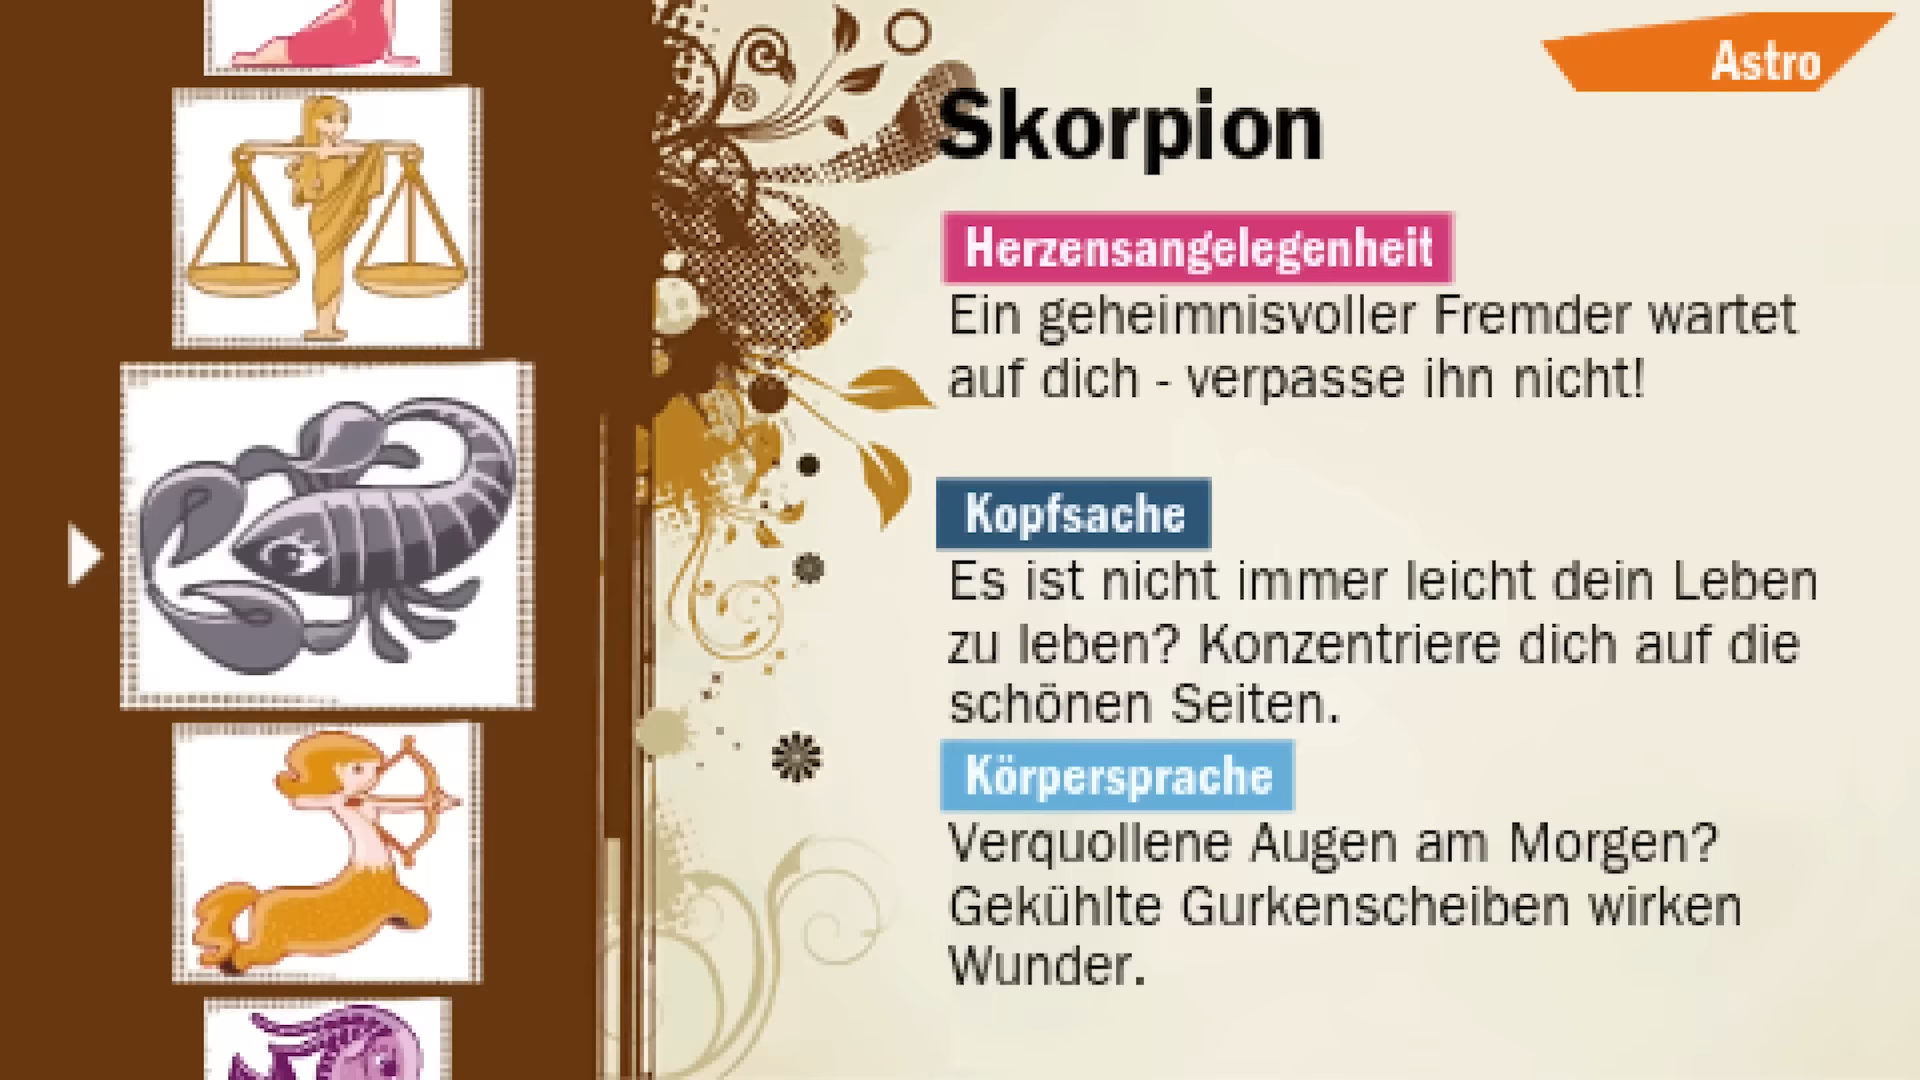 Astro
Skorpion
Herzensangelegenheit
Ein geheimnisvoller Fremder wartet
auf dich - verpasse ihn nicht!
Kopfsache
Es ist nicht immer leicht dein Leben
zu leben? Konzentriere dich auf die
schönen Seiten.
Körpersprache
Verquollene Augen am Morgen?
Gekühlte Gurkenscheiben wirken
Wunder.